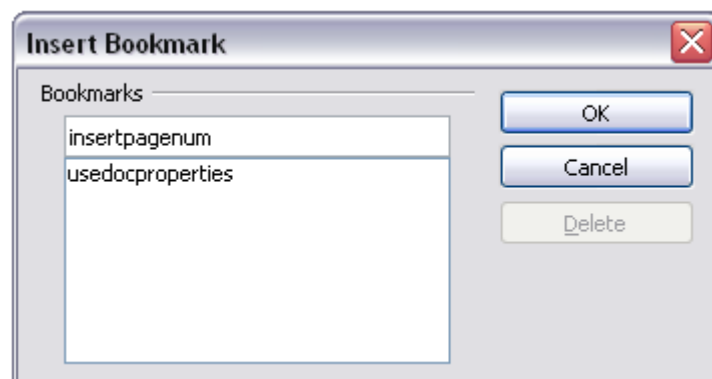 Insert Bookmark
Bookmarks
OK
insertpagenum
Cancel
usedocproperties
Delete